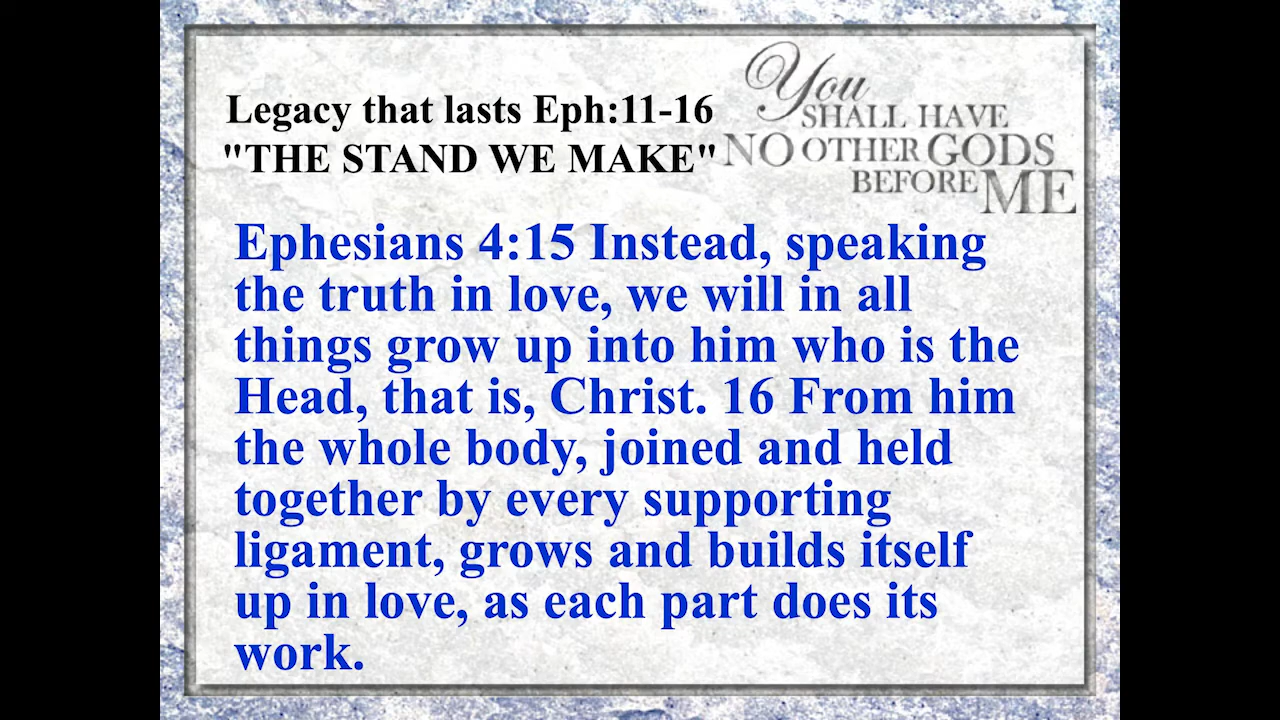 Legacy that lasts Eph:11-16
"THE STAND WE MAKE"
You
SHALL HAVE
NO OTHER GODS
BEFORE ME
Ephesians 4:15 Instead, speaking
the truth in love, we will in all
things grow up into him who is the
Head, that is, Christ. 16 From him
the whole body, joined and held
together by every supporting
ligament, grows and builds itself
up in love, as each part does its
work.